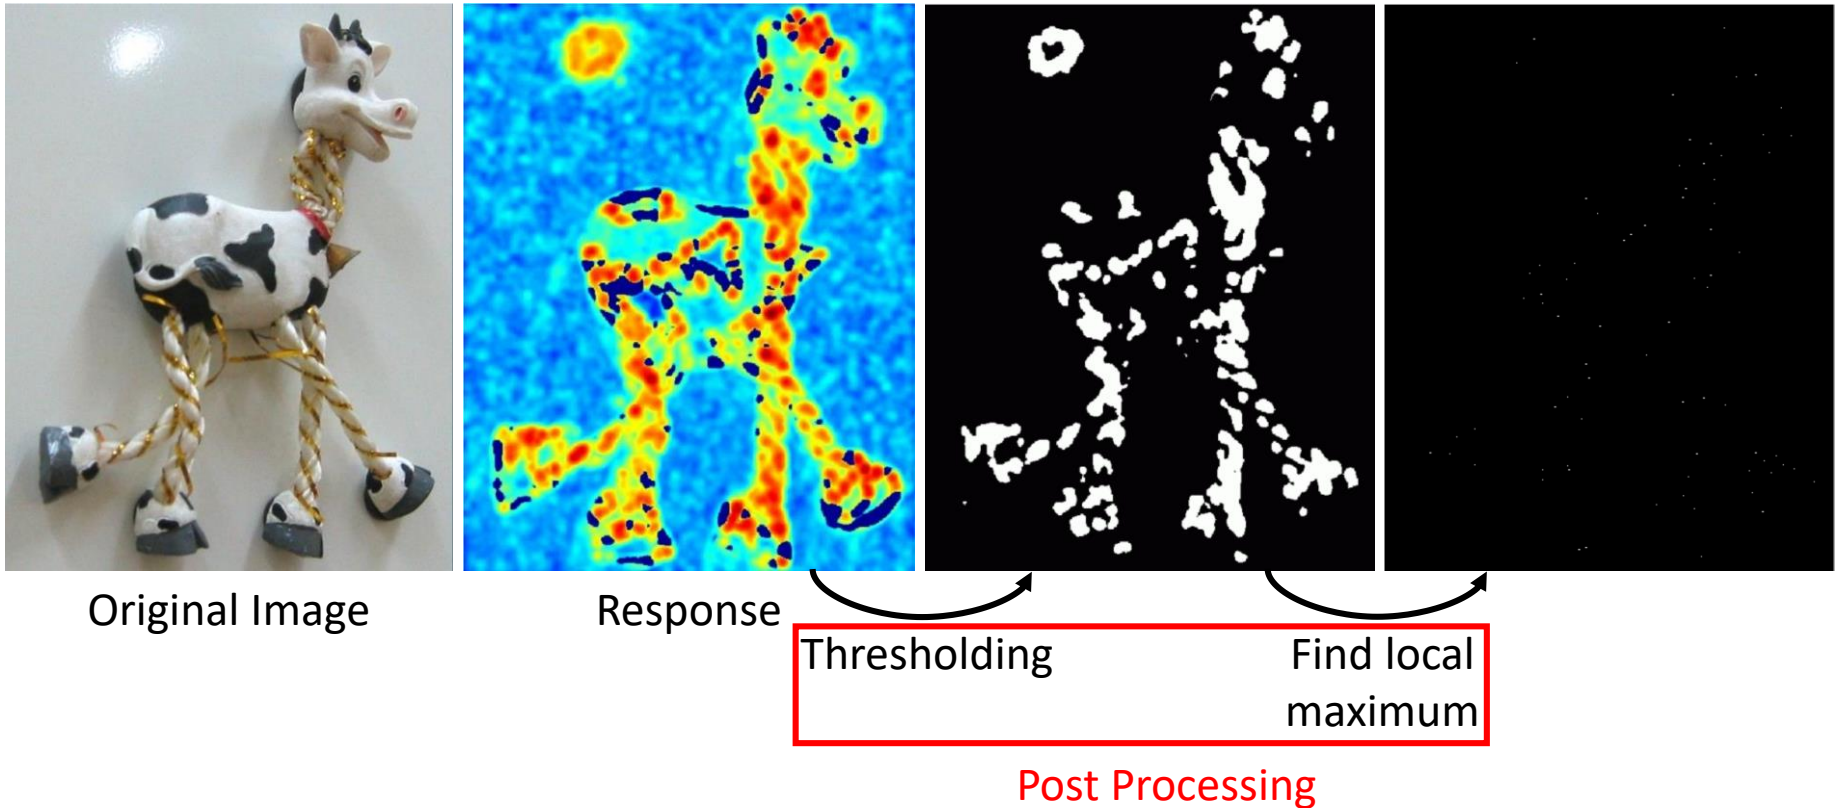 Original Image
Response
Thresholding
Find local
maximum
Post Processing